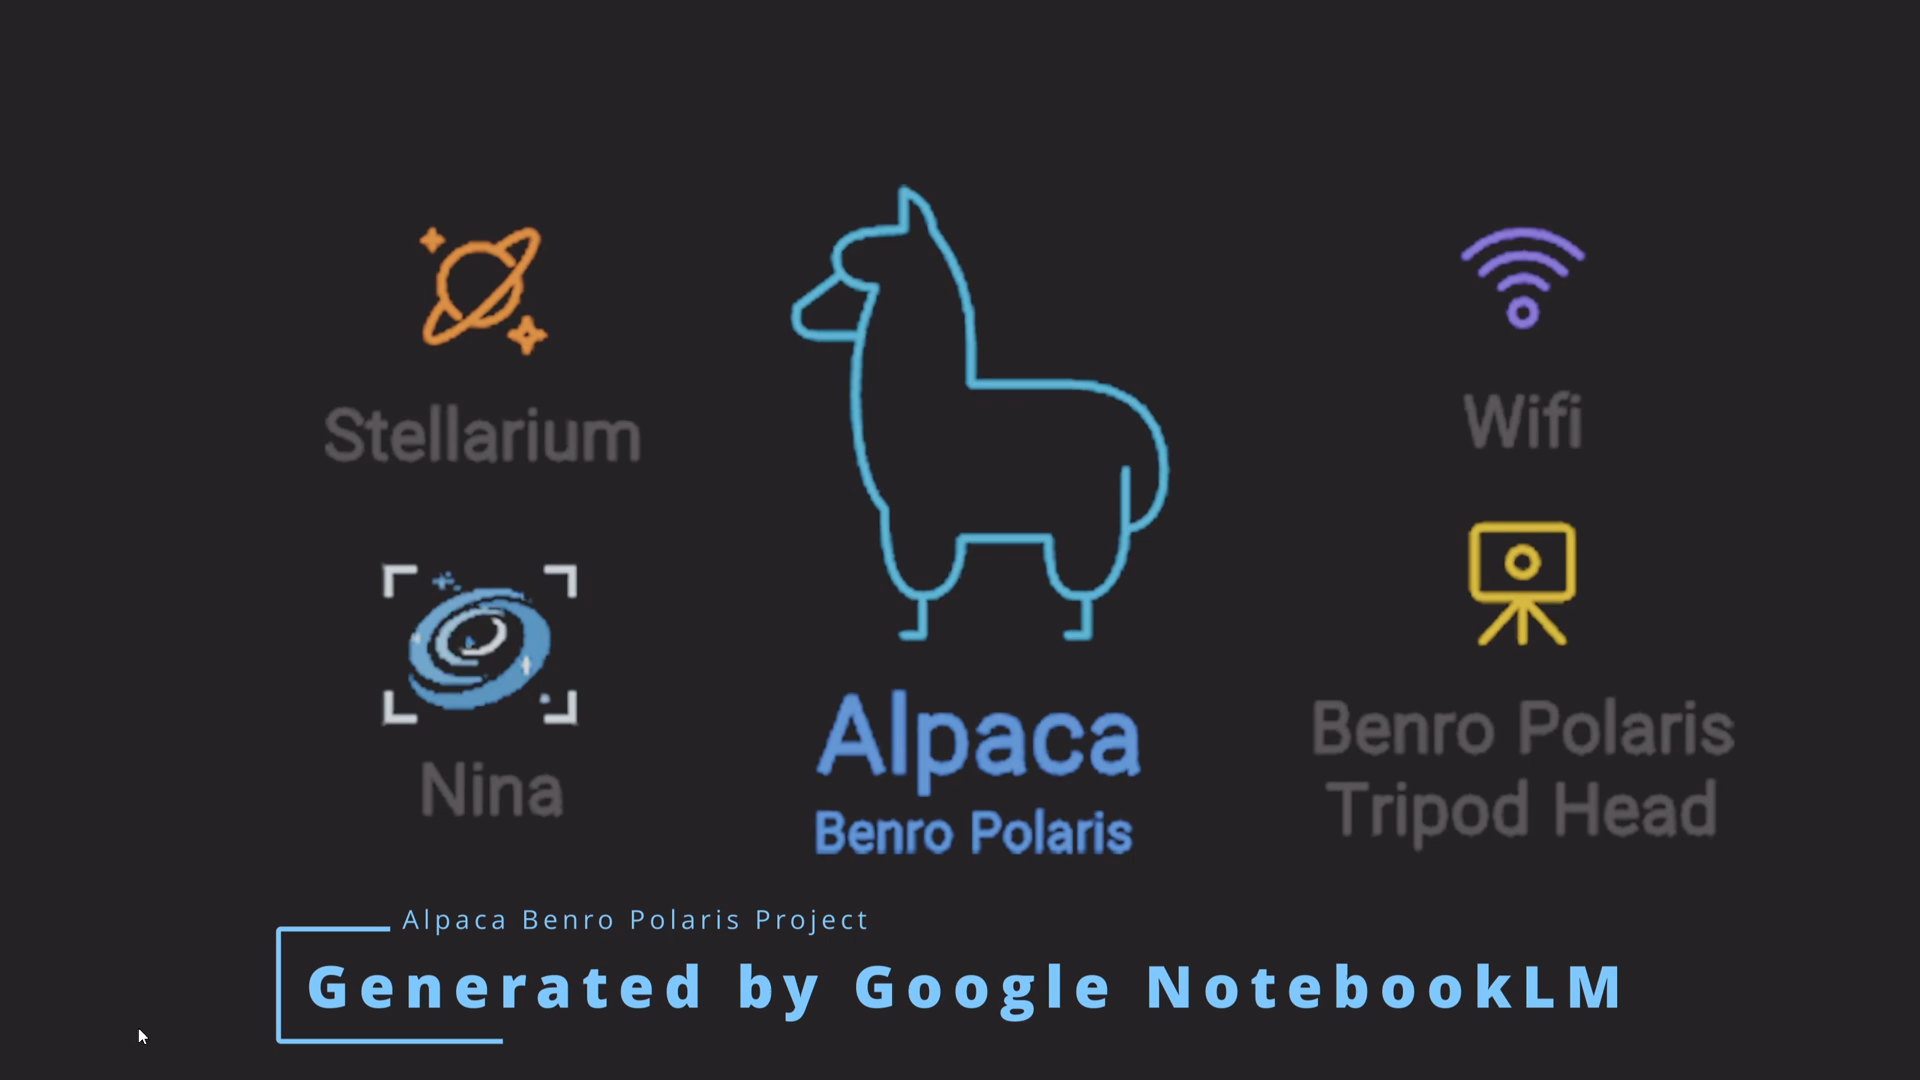 Stellarium
Nina
Alpaca
Benro Polaris
Wifi
Benro Polaris
Tripod Head
Alpaca Benro Polaris Project
Generated by Google NotebookLM